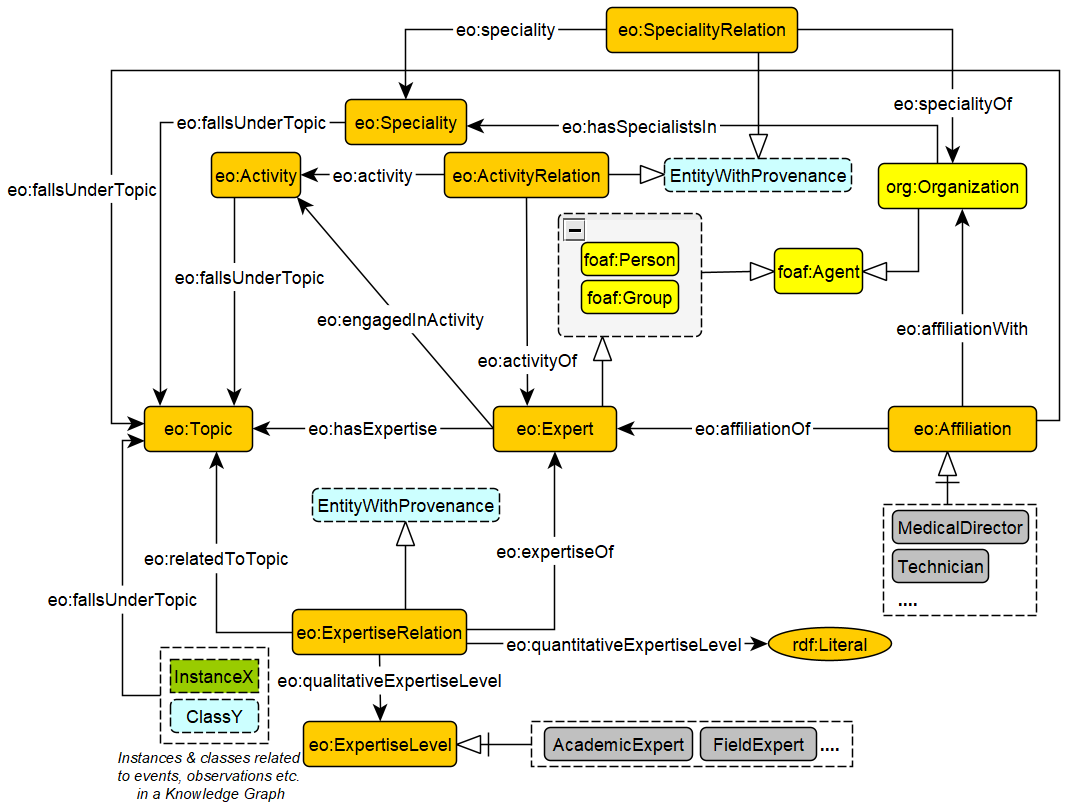 eo:speciality
eo:SpecialityRelation
eo:specialityOf
eo:fallsUnderTopic
eo:Speciality
eo:hasSpecialistsIn
eo:fallsUnderTopic
eo:Activity
eo:activity
eo:ActivityRelation
EntityWithProvenance
org:Organization
foaf:Person
foaf:Group
foaf:Agent
eo:fallsUnderTopic
eo:engagedInActivity
eo:activityOf
eo:affiliationWith
eo:Topic
eo:hasExpertise
eo:Expert
eo:affiliationOf
eo:Affiliation
EntityWithProvenance
MedicalDirector
Technician
....
eo:relatedToTopic
eo:expertiseOf
eo:fallsUnderTopic
eo:ExpertiseRelation
eo:quantitativeExpertiseLevel
rdf:Literal
InstanceX
ClassY
eo:qualitativeExpertiseLevel
eo:ExpertiseLevel
AcademicExpert
FieldExpert
....
Instances & classes related
to events, observations etc.
in a Knowledge Graph